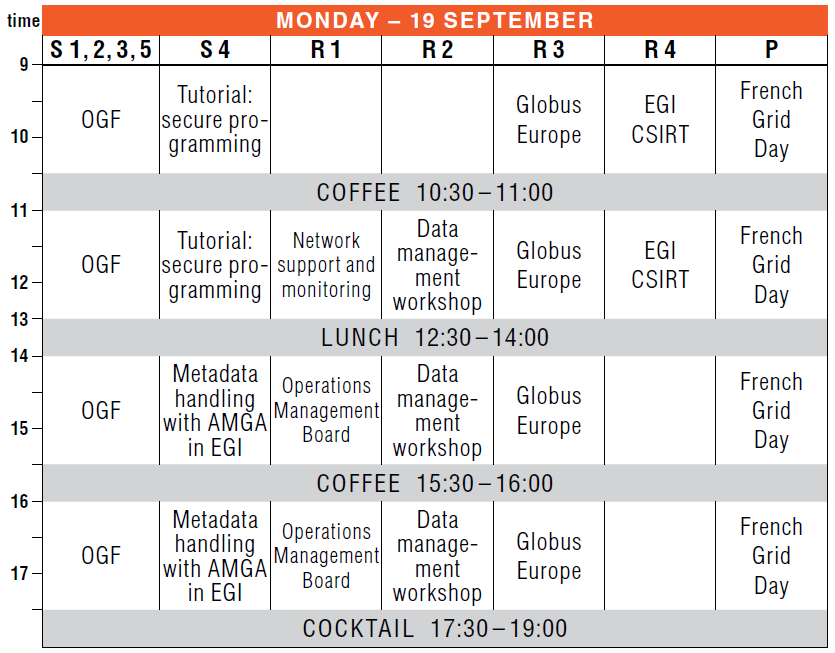 time
MONDAY – 19 SEPTEMBER
S 1, 2, 3, 5 S 4 R 1 R 2 R 3 R 4 P
9
10
OGF
Tutorial:
secure pro-
gramming
Globus
Europe
EGI
CSIRT
French
Grid
Day
COFFEE 10:30 – 11:00
11
12
OGF
Tutorial:
secure pro-
gramming
Network
support and
monitoring
Data
manage-
ment
workshop
Globus
Europe
EGI
CSIRT
French
Grid
Day
13
LUNCH 12:30 – 14:00
14
15
OGF
Metadata
handling
with AMGA
in EGI
Operations
Management
Board
Data
manage-
ment
workshop
Globus
Europe
French
Grid
Day
COFFEE 15:30 – 16:00
16
17
OGF
Metadata
handling
with AMGA
in EGI
Operations
Management
Board
Data
manage-
ment
workshop
Globus
Europe
French
Grid
Day
COCKTAIL 17:30 – 19:00